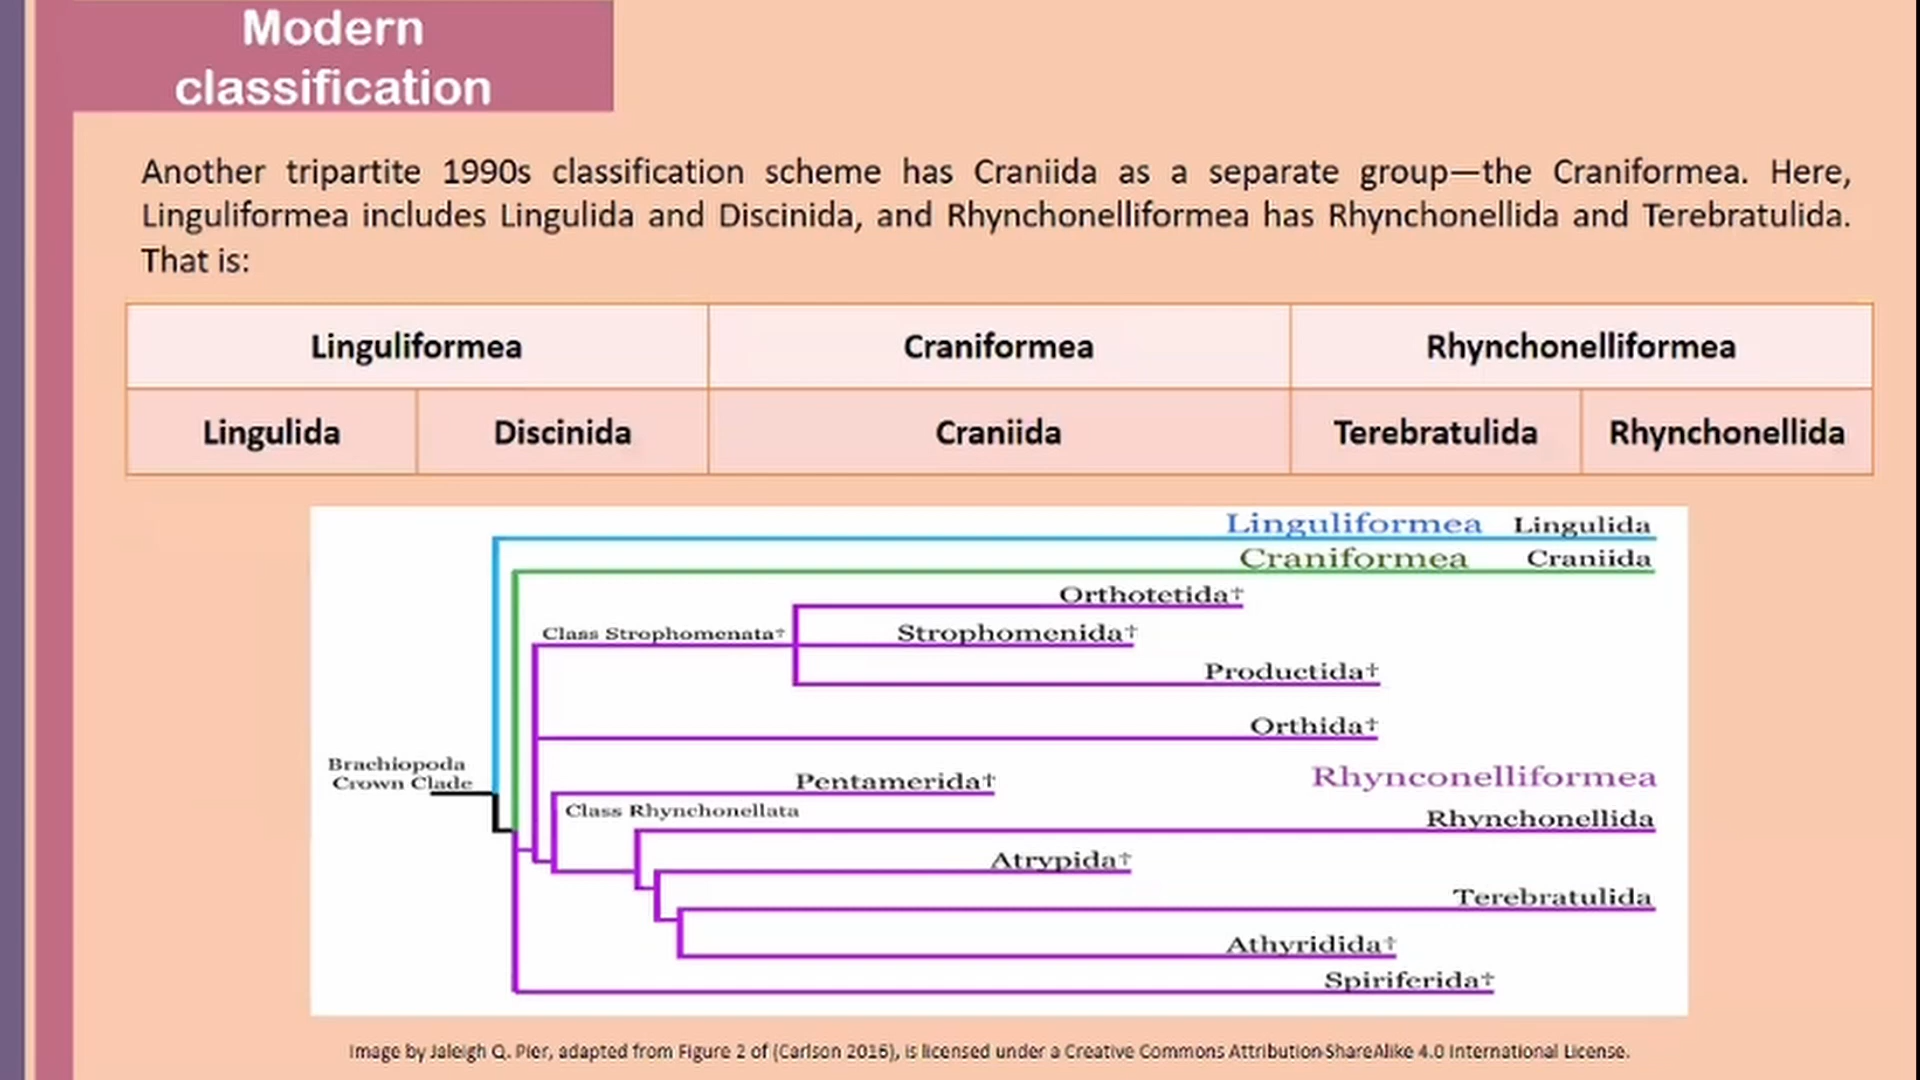 Modern
classification
Another tripartite 1990s classification scheme has Craniida as a separate group—the Craniformea. Here,
Linguliformea includes Lingulida and Discinida, and Rhynchonelliformea has Rhynchonellida and Terebratulida.
That is:
Linguliformea Craniformea Rhynchonelliformea
Lingulida Discinida Craniida Terebratulida Rhynchonellida
Linguliformea Lingulida
Craniformea Craniida
Orthotetida†
Class Strophomenata† Strophomenida†
Productida†
Orthida†
Brachiopoda
Crown Clade
Pentamerida† Rhynconelliformea
Class Rhynchonellata
Rhynchonellida
Atrypida†
Terebratulida
Athyridida†
Spiriferida†
Image by Jaleigh Q. Pier, adapted from Figure 2 of (Carlson 2016), is licensed under a Creative Commons Attribution-ShareAlike 4.0 International License.